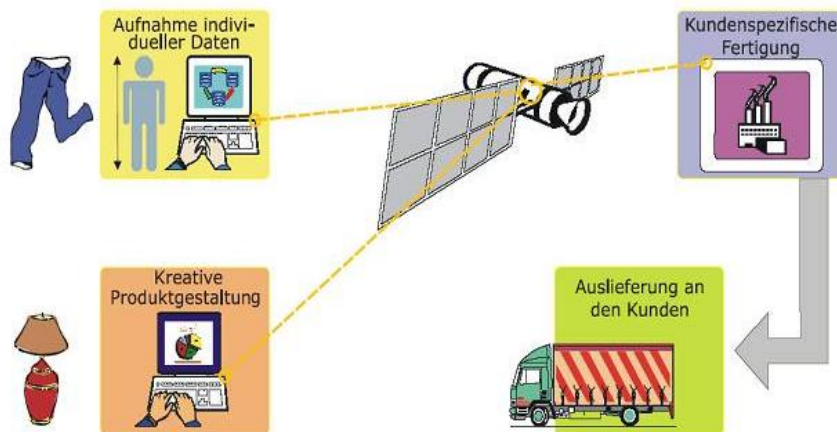 Aufnahme indivi-
dueller Daten
Kundenspezifische
Fertigung
Kreative
Produktgestaltung
Auslieferung an
den Kunden